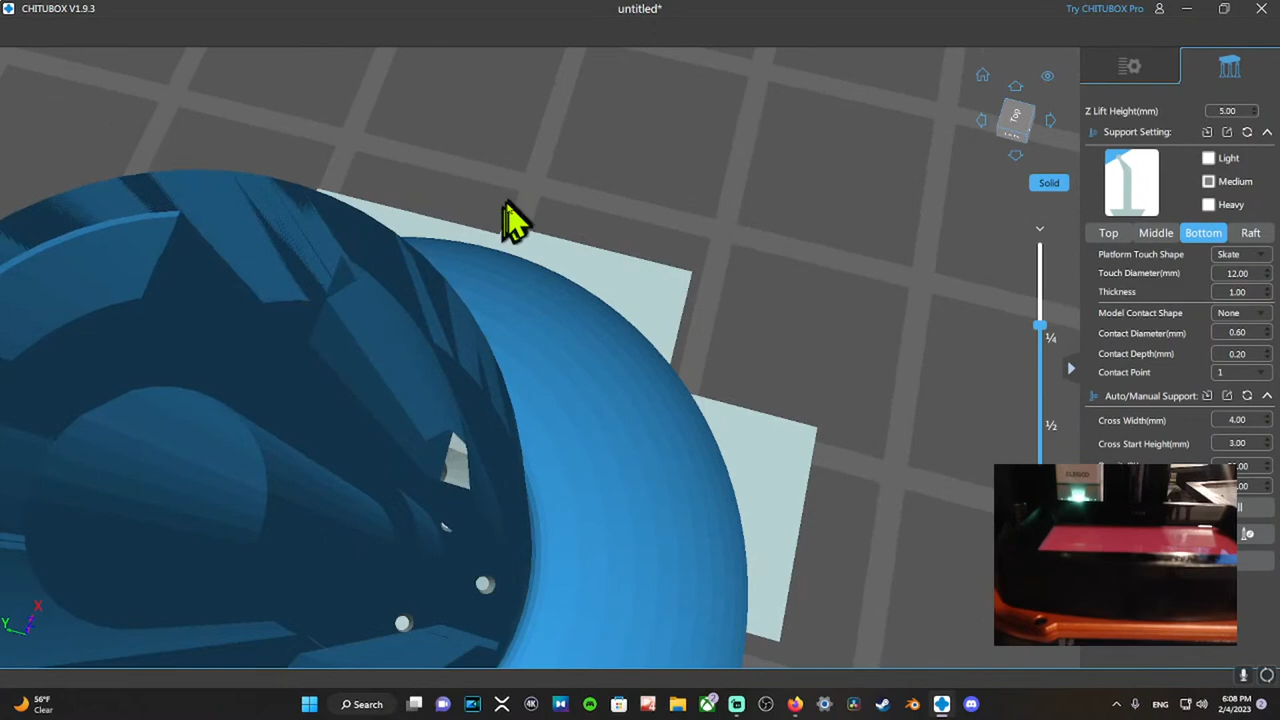 CHITUBOX V1.9.3
untitled*
Try CHITUBOX Pro
Z Lift Height(mm) 5.00
Support Setting:
Light
Medium
Heavy
Top Middle Bottom Raft
Platform Touch Shape Skate
Touch Diameter(mm) 12.00
Thickness 1.00
Model Contact Shape None
Contact Diameter(mm) 0.60
Contact Depth(mm) 0.20
Contact Point 1
Auto/Manual Support:
Cross Width(mm) 4.00
Cross Start Height(mm) 3.00
.00
.00
Top
Solid
1/4
1/2
ELEGOO
X
Y
56°F
Clear
Search
ENG
6:08 PM
2/4/2023